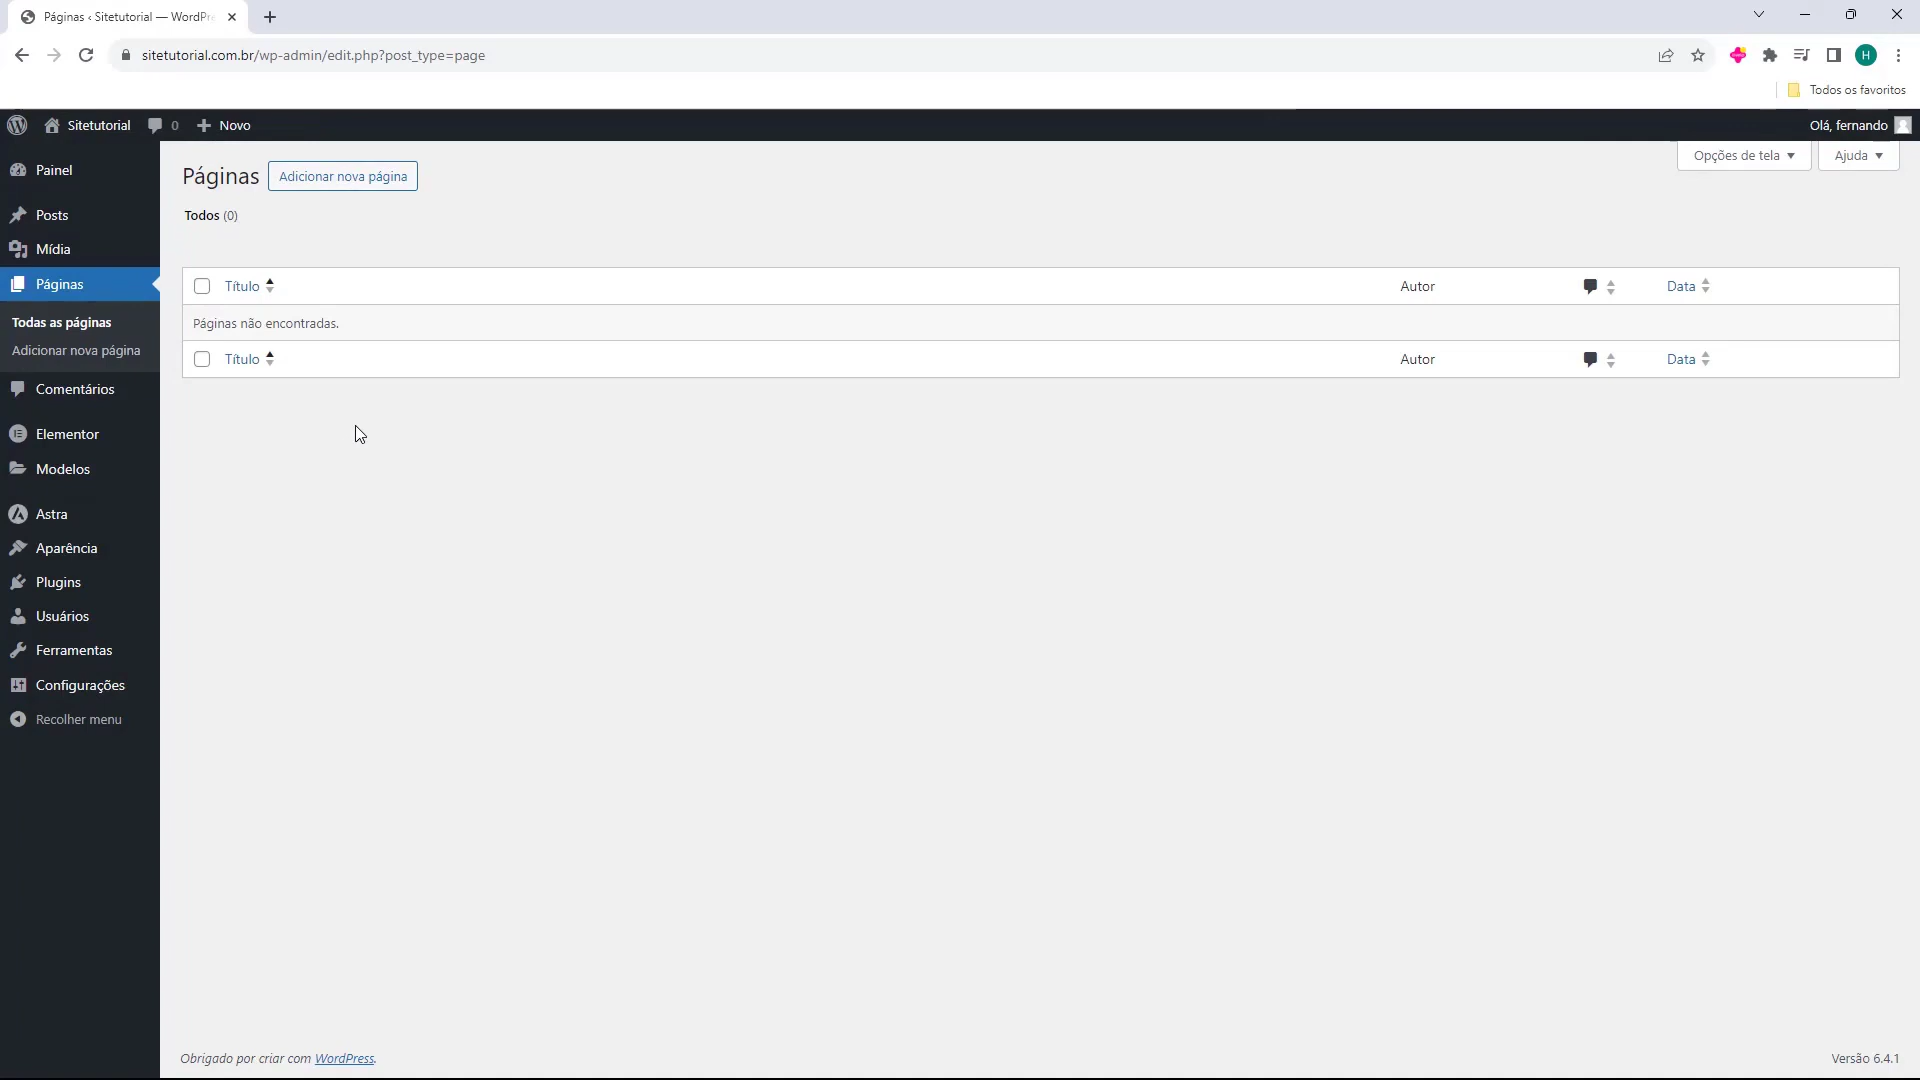 Páginas ‹ Sitetutorial — WordPr
sitetutorial.com.br/wp-admin/edit.php?post_type=page
H
Todos os favoritos
Sitetutorial
0
Novo
Olá, fernando
Painel
Posts
Mídia
Páginas
Todas as páginas
Adicionar nova página
Comentários
Elementor
Modelos
Astra
Aparência
Plugins
Usuários
Ferramentas
Configurações
Recolher menu
Páginas
Adicionar nova página
Opções de tela
Ajuda
Todos (0)
Título Autor Data
Páginas não encontradas.
Título Autor Data
Obrigado por criar com WordPress.
Versão 6.4.1